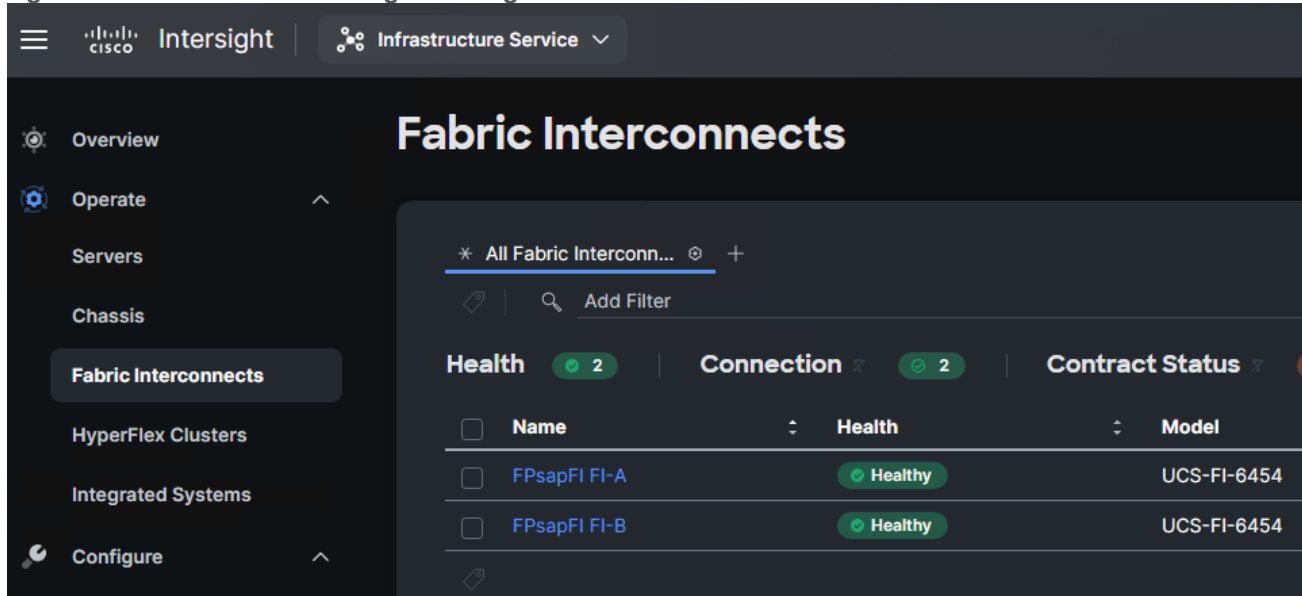 cisco Intersight Infrastructure Service
Overview
Operate
Servers
Chassis
Fabric Interconnects
HyperFlex Clusters
Integrated Systems
Configure
Fabric Interconnects
All Fabric Interconn...
Add Filter
Health 2 Connection 2 Contract Status
Name Health Model
FPsapFI FI-A Healthy UCS-FI-6454
FPsapFI FI-B Healthy UCS-FI-6454